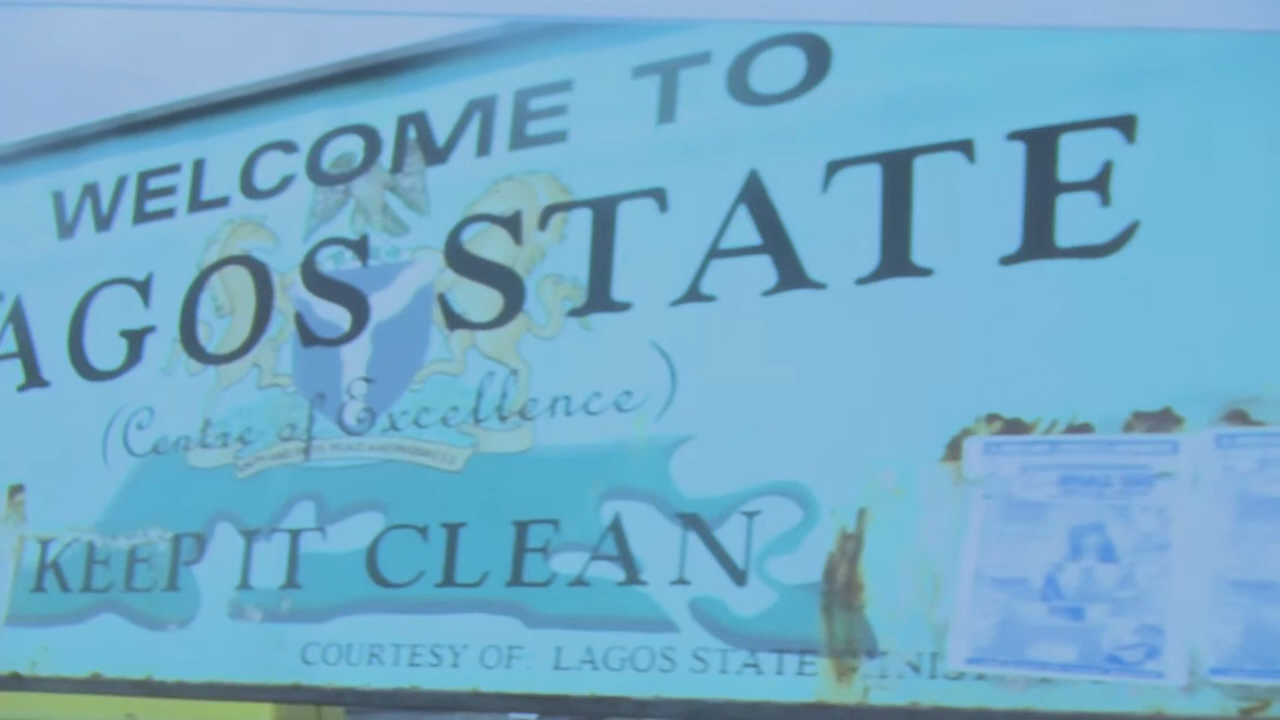 WELCOME TO
AGOS STATE
(Centre of Excellence)
KEEP IT CLEAN
COURTESY OF: LAGOS STATE